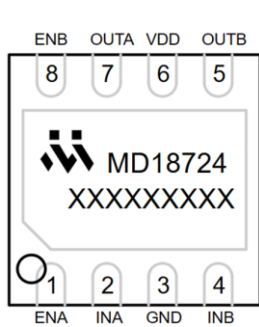 ENB OUTA VDD OUTB
8 7 6 5
MD18724
XXXXXXXXX
1 2 3 4
ENA INA GND INB